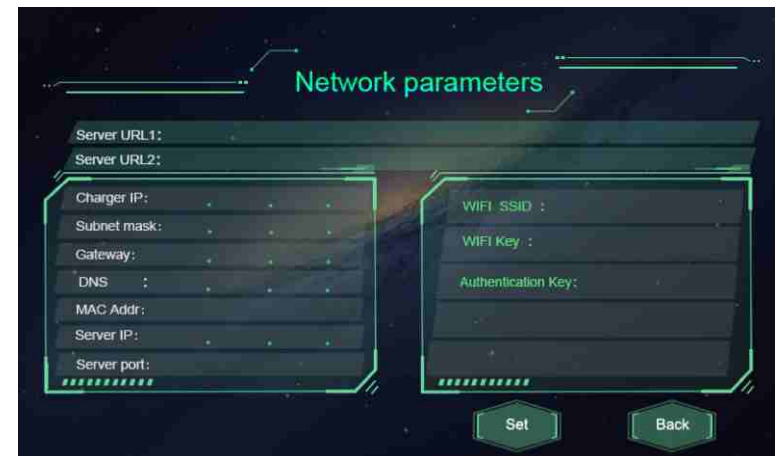 Network parameters
Server URL1:
Server URL2:
Charger IP: . . .
Subnet mask: . . .
Gateway: . . .
DNS : . . .
MAC Addr:
Server IP: . . .
Server port:
WIFI SSID :
WIFI Key :
Authentication Key:
Set
Back